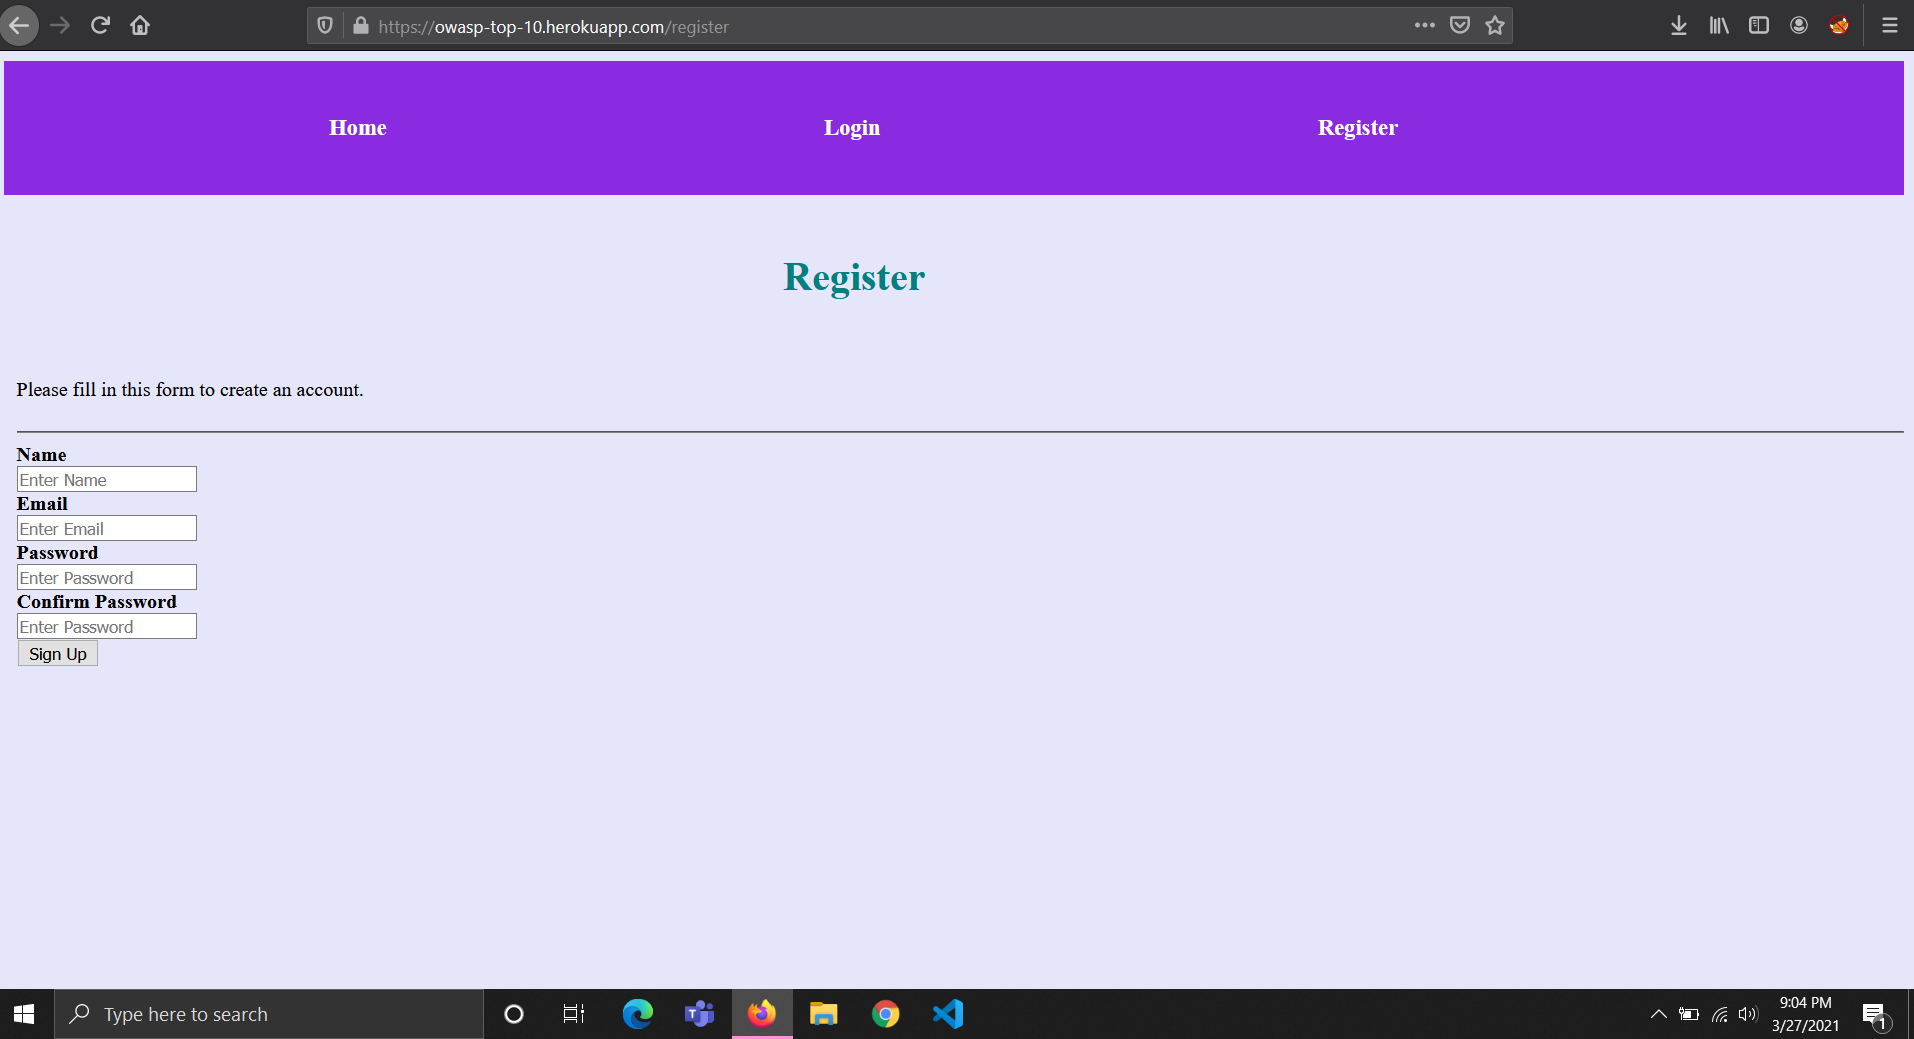 https://owasp-top-10.herokuapp.com/register
Home Login Register
Register
Please fill in this form to create an account.
Name
Enter Name
Email
Enter Email
Password
Enter Password
Confirm Password
Enter Password
Sign Up
Type here to search
9:04 PM
3/27/2021
1